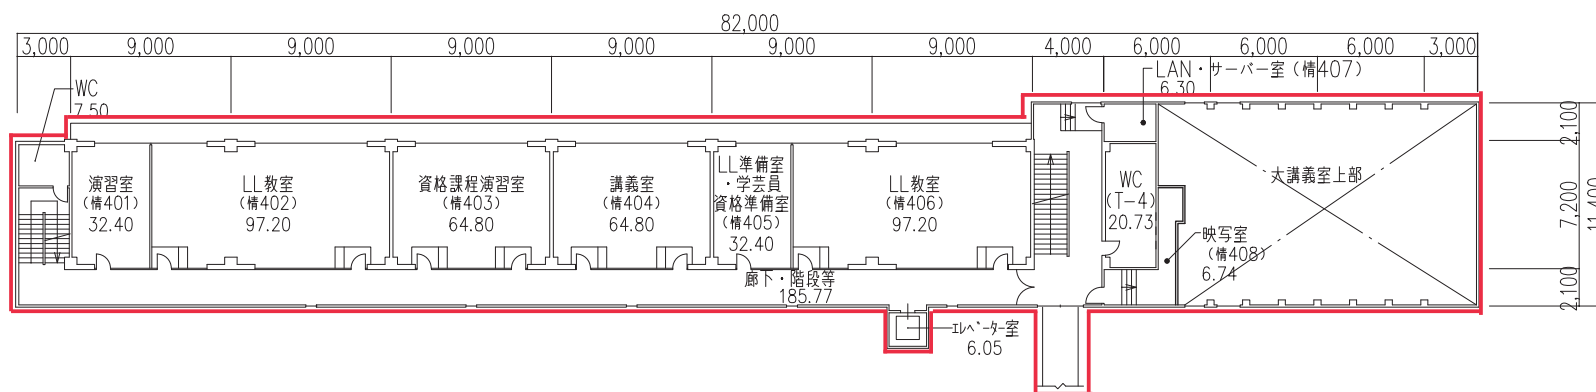 82,000
3,000 9,000 9,000 9,000 9,000 9,000 9,000 4,000 6,000 6,000 6,000 3,000
WC
7.50
LAN・サーバー室(情407)
6.30
演習室
(情401)
32.40
LL教室
(情402)
97.20
資格課程演習室
(情403)
64.80
講義室
(情404)
64.80
LL準備室
・学芸員
資格準備室
(情405)
32.40
LL教室
(情406)
97.20
WC
(T-4)
20.73
大講義室上部
映写室
(情408)
6.74
廊下・階段等
185.77
エレベーター室
6.05
2,100
7,200
2,100
11,400